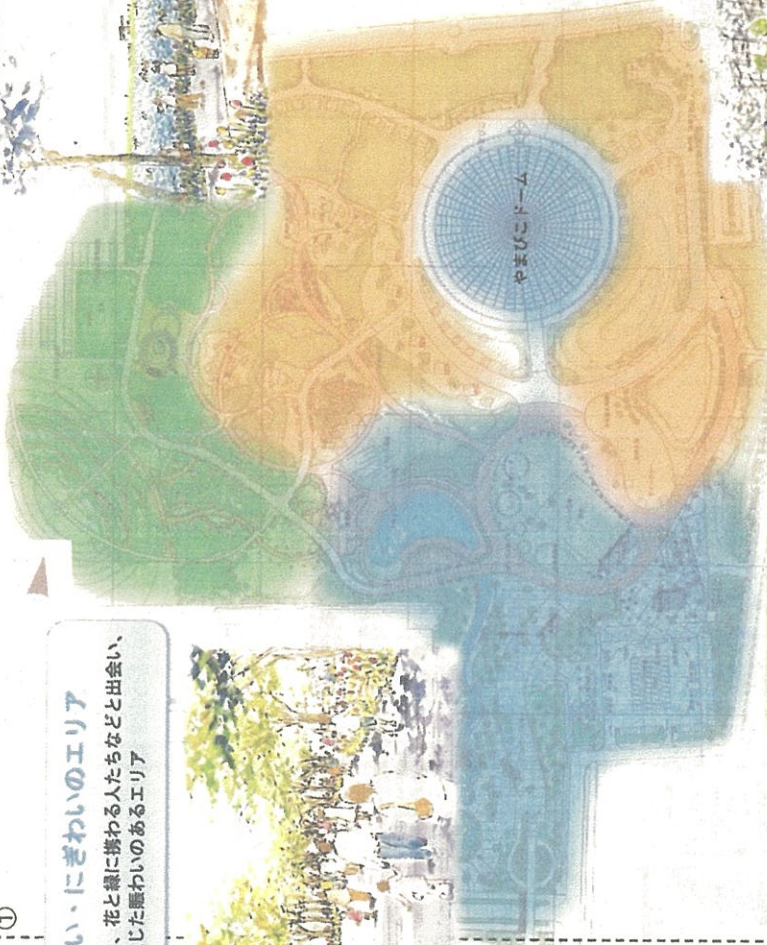 ①
い・にぎわいのエリア
、花と緑に携わる人たちなどと出会い、
じた賑わいのあるエリア
やまびこドーム